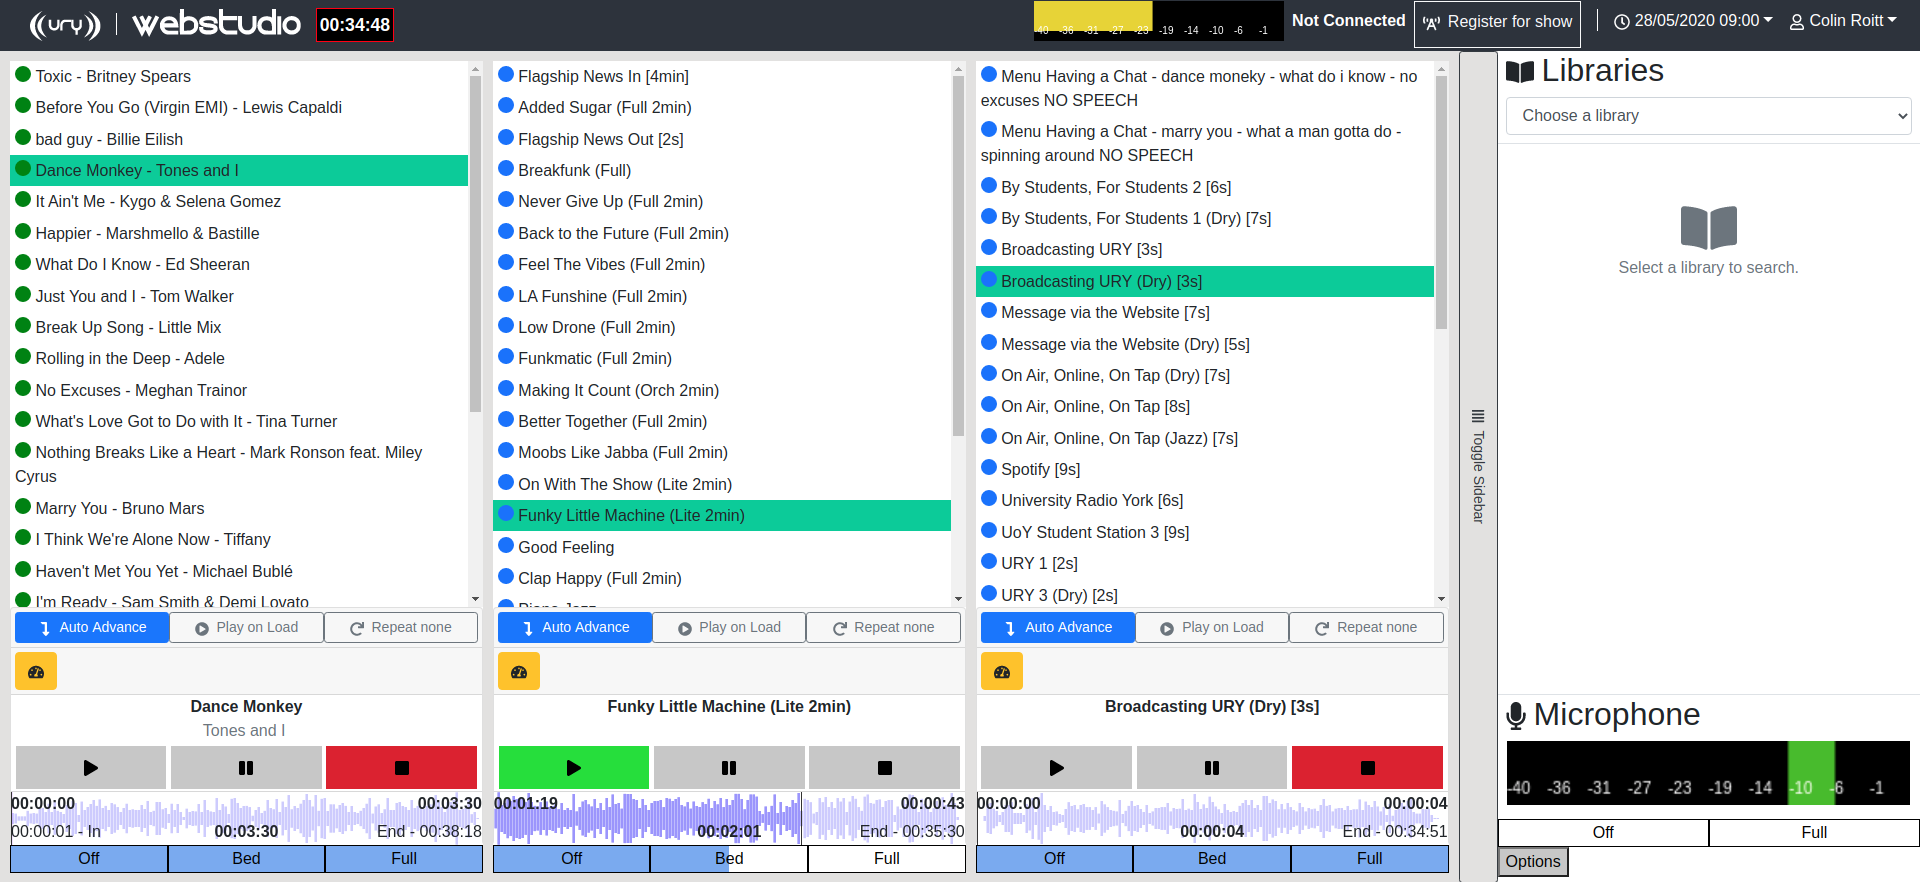 ury
webstudio
00:34:48
-40 -36 -31 -27 -23 -19 -14 -10 -6 -1
Not Connected
Register for show
28/05/2020 09:00
Colin Roitt
Toxic - Britney Spears
Before You Go (Virgin EMI) - Lewis Capaldi
bad guy - Billie Eilish
Dance Monkey - Tones and I
It Ain't Me - Kygo & Selena Gomez
Happier - Marshmello & Bastille
What Do I Know - Ed Sheeran
Just You and I - Tom Walker
Break Up Song - Little Mix
Rolling in the Deep - Adele
No Excuses - Meghan Trainor
What's Love Got to Do with It - Tina Turner
Nothing Breaks Like a Heart - Mark Ronson feat. Miley
Cyrus
Marry You - Bruno Mars
I Think We're Alone Now - Tiffany
Haven't Met You Yet - Michael Bublé
I'm Ready - Sam Smith & Demi Lovato
Auto Advance
Play on Load
Repeat none
Dance Monkey
Tones and I
00:00:00
00:03:30
00:00:01 - In
00:03:30
End - 00:38:18
Off
Bed
Full
Flagship News In [4min]
Added Sugar (Full 2min)
Flagship News Out [2s]
Breakfunk (Full)
Never Give Up (Full 2min)
Back to the Future (Full 2min)
Feel The Vibes (Full 2min)
LA Funshine (Full 2min)
Low Drone (Full 2min)
Funkmatic (Full 2min)
Making It Count (Orch 2min)
Better Together (Full 2min)
Moobs Like Jabba (Full 2min)
On With The Show (Lite 2min)
Funky Little Machine (Lite 2min)
Good Feeling
Clap Happy (Full 2min)
Auto Advance
Play on Load
Repeat none
Funky Little Machine (Lite 2min)
00:01:19
00:00:43
00:02:01
End - 00:35:30
Off
Bed
Full
Menu Having a Chat - dance moneky - what do i know - no
excuses NO SPEECH
Menu Having a Chat - marry you - what a man gotta do -
spinning around NO SPEECH
By Students, For Students 2 [6s]
By Students, For Students 1 (Dry) [7s]
Broadcasting URY [3s]
Broadcasting URY (Dry) [3s]
Message via the Website [7s]
Message via the Website (Dry) [5s]
On Air, Online, On Tap (Dry) [7s]
On Air, Online, On Tap [8s]
On Air, Online, On Tap (Jazz) [7s]
Spotify [9s]
University Radio York [6s]
UoY Student Station 3 [9s]
URY 1 [2s]
URY 3 (Dry) [2s]
Auto Advance
Play on Load
Repeat none
Broadcasting URY (Dry) [3s]
00:00:00
00:00:04
00:00:04
End - 00:34:51
Off
Bed
Full
Toggle Sidebar
Libraries
Choose a library
Select a library to search.
Microphone
-40 -36 -31 -27 -23 -19 -14 -10 -6 -1
Off
Full
Options